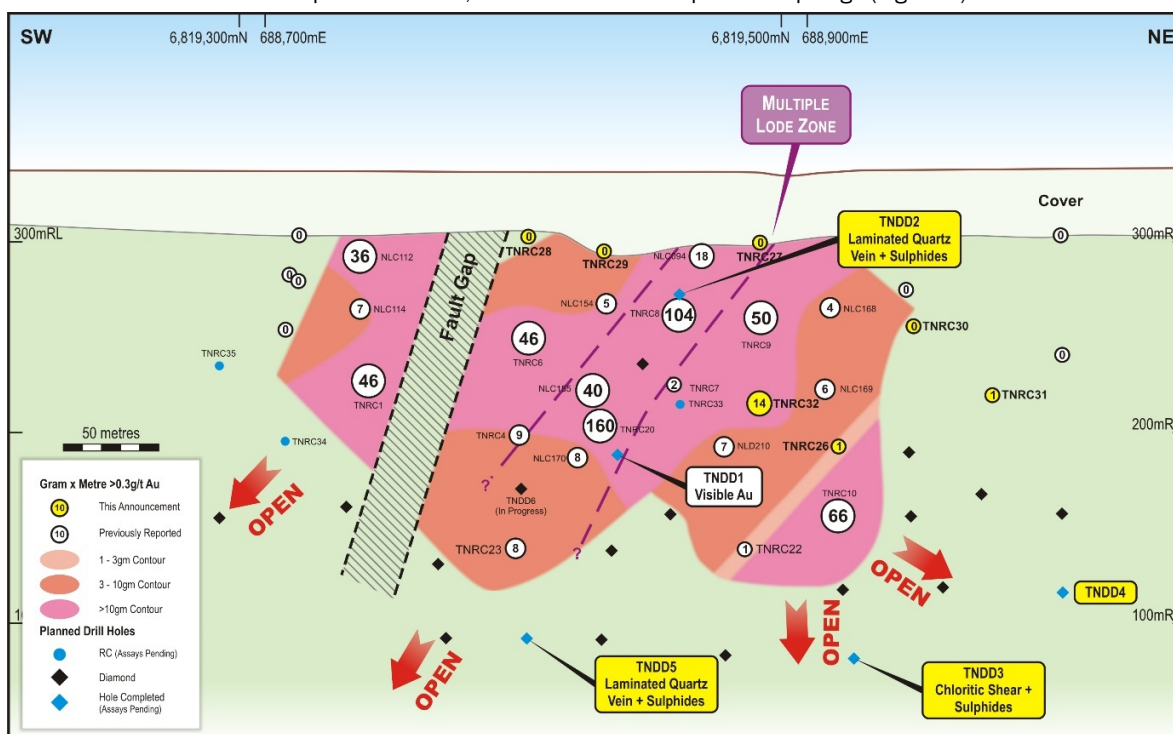 SW
6,819,300mN
688,700mE
6,819,500mN
688,900mE
NE
MULTIPLE
LODE ZONE
Cover
TNDD2
Laminated Quartz
Vein + Sulphides
300mRL
300mRL
0
0
TNRC28
0
TNRC29
18
NLC094
0
TNRC27
0
36
NLC112
0
0
0
7
NLC114
0
Fault Gap
NLC154
5
TNRC8
104
50
TNRC9
4
NLC168
0
TNRC30
0
TNRC35
46
TNRC6
46
TNRC1
40
2
TNRC7
TNRC33
14
TNRC32
6
NLC169
1
TNRC31
160
TNRC20
50 metres
TNRC34
TNRC4
9
NLC170
8
7
NLD210
TNRC26
1
200mRL
?
TNDD6
(In Progress)
TNDD1
Visible Au
TNRC10
66
OPEN
TNRC23
8
?
1
TNRC22
OPEN
OPEN
OPEN
TNDD4
100mRL
TNDD5
Laminated Quartz
Vein + Sulphides
TNDD3
Chloritic Shear +
Sulphides
Gram x Metre >0.3g/t Au
10
This Announcement
10
Previously Reported
1 - 3gm Contour
3 - 10gm Contour
>10gm Contour
Planned Drill Holes
RC (Assays Pending)
Diamond
Hole Completed
(Assays Pending)